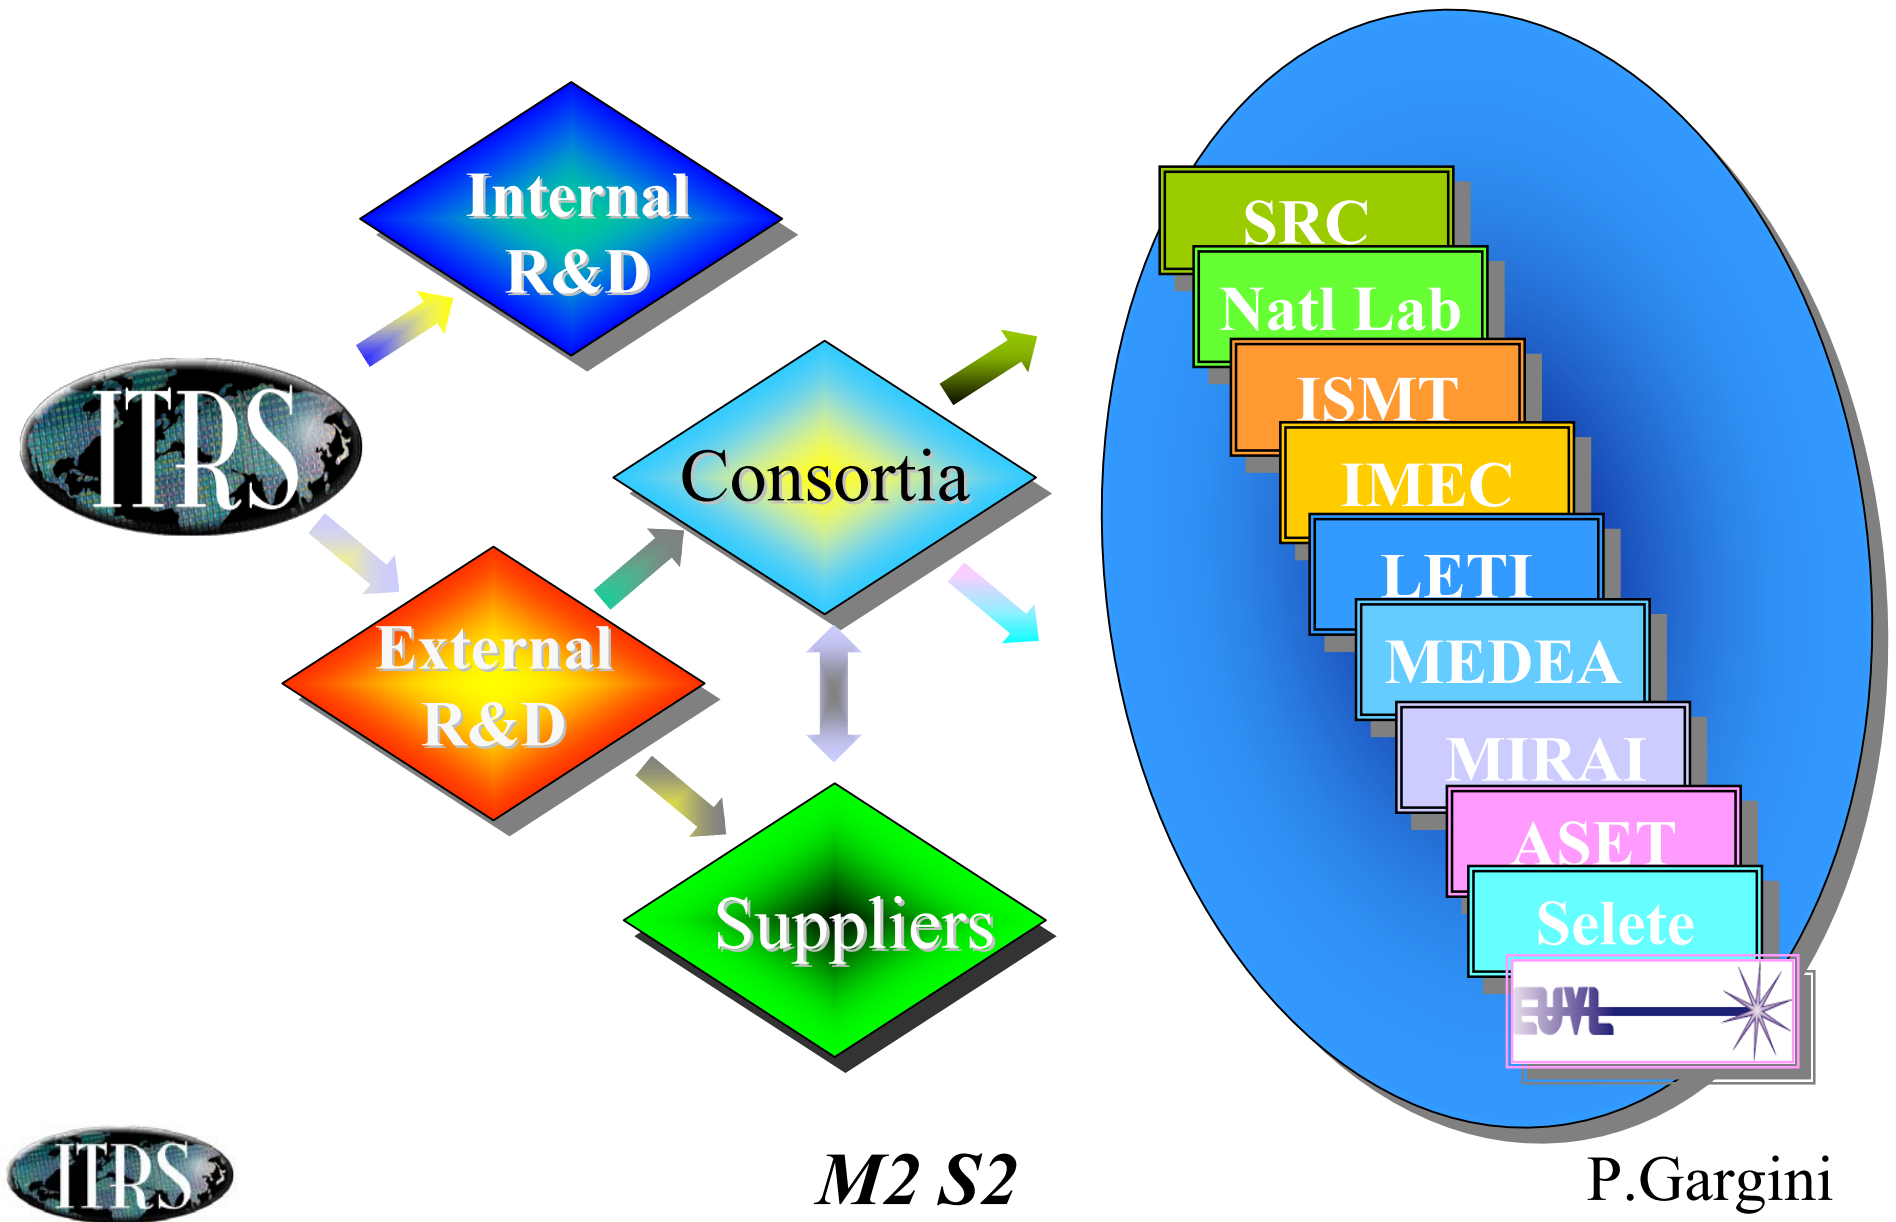 Internal
R&D
ITRS
Consortia
External
R&D
Suppliers
SRC
Natl Lab
ISMT
IMEC
LETI
MEDEA
MIRAI
ASET
Selete
EUVL
ITRS
M2 S2
P.Gargini